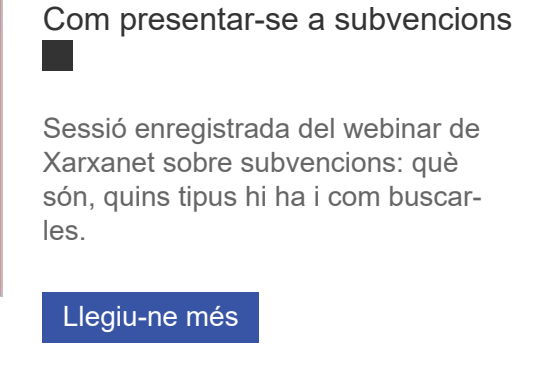 Com presentar-se a subvencions
Sessió enregistrada del webinar de
Xarxanet sobre subvencions: què
són, quins tipus hi ha i com buscar-
les.
Llegiu-ne més